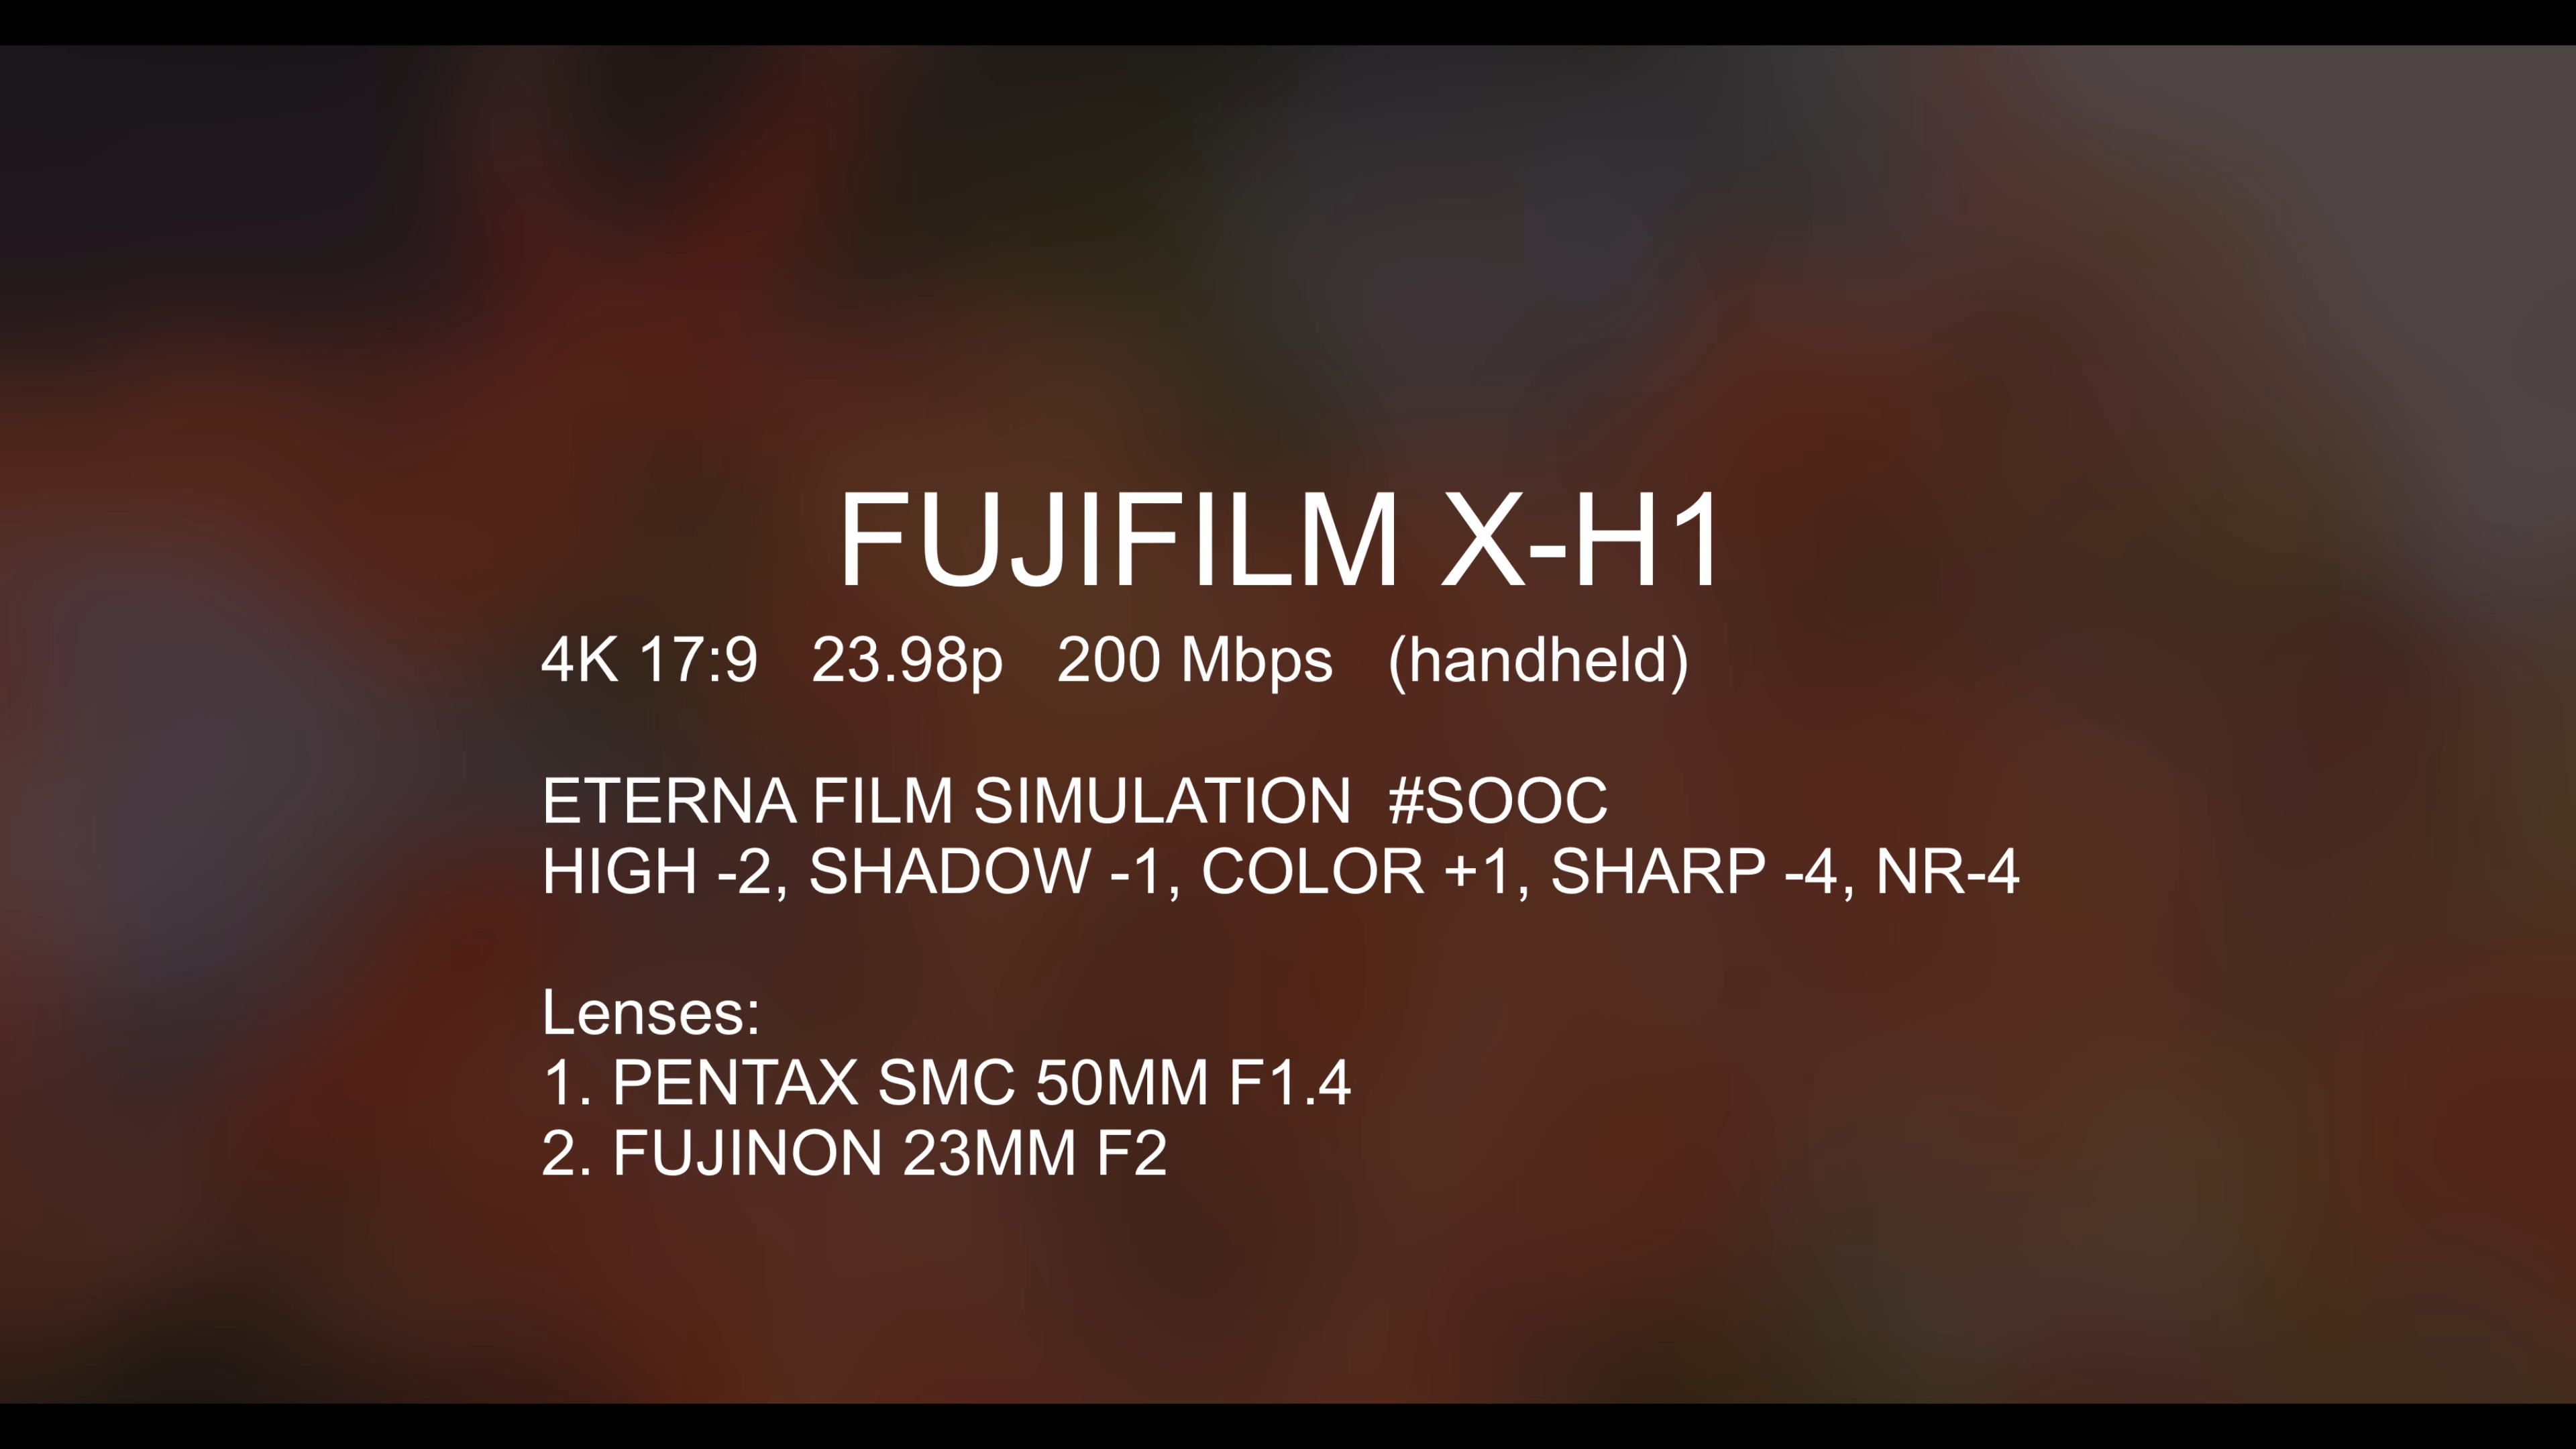 FUJIFILM X-H1
4K 17:9 23.98p 200 Mbps (handheld)
ETERNA FILM SIMULATION #SOOC
HIGH -2, SHADOW -1, COLOR +1, SHARP -4, NR-4
Lenses:
1. PENTAX SMC 50MM F1.4
2. FUJINON 23MM F2